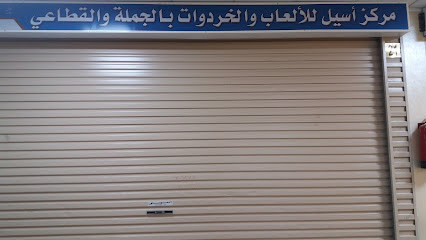 مركز أسيل للألعاب والخردوات بالجملة والقطاعي